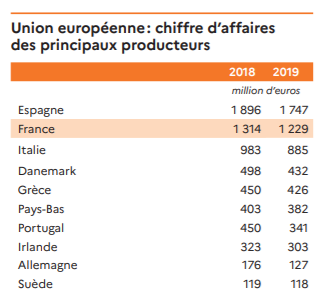 Union européenne : chiffre d’affaires
des principaux producteurs
2018 2019
million d’euros
Espagne 1 896 1 747
France 1 314 1 229
Italie 983 885
Danemark 498 432
Grèce 450 426
Pays-Bas 403 382
Portugal 450 341
Irlande 323 303
Allemagne 176 127
Suède 119 118